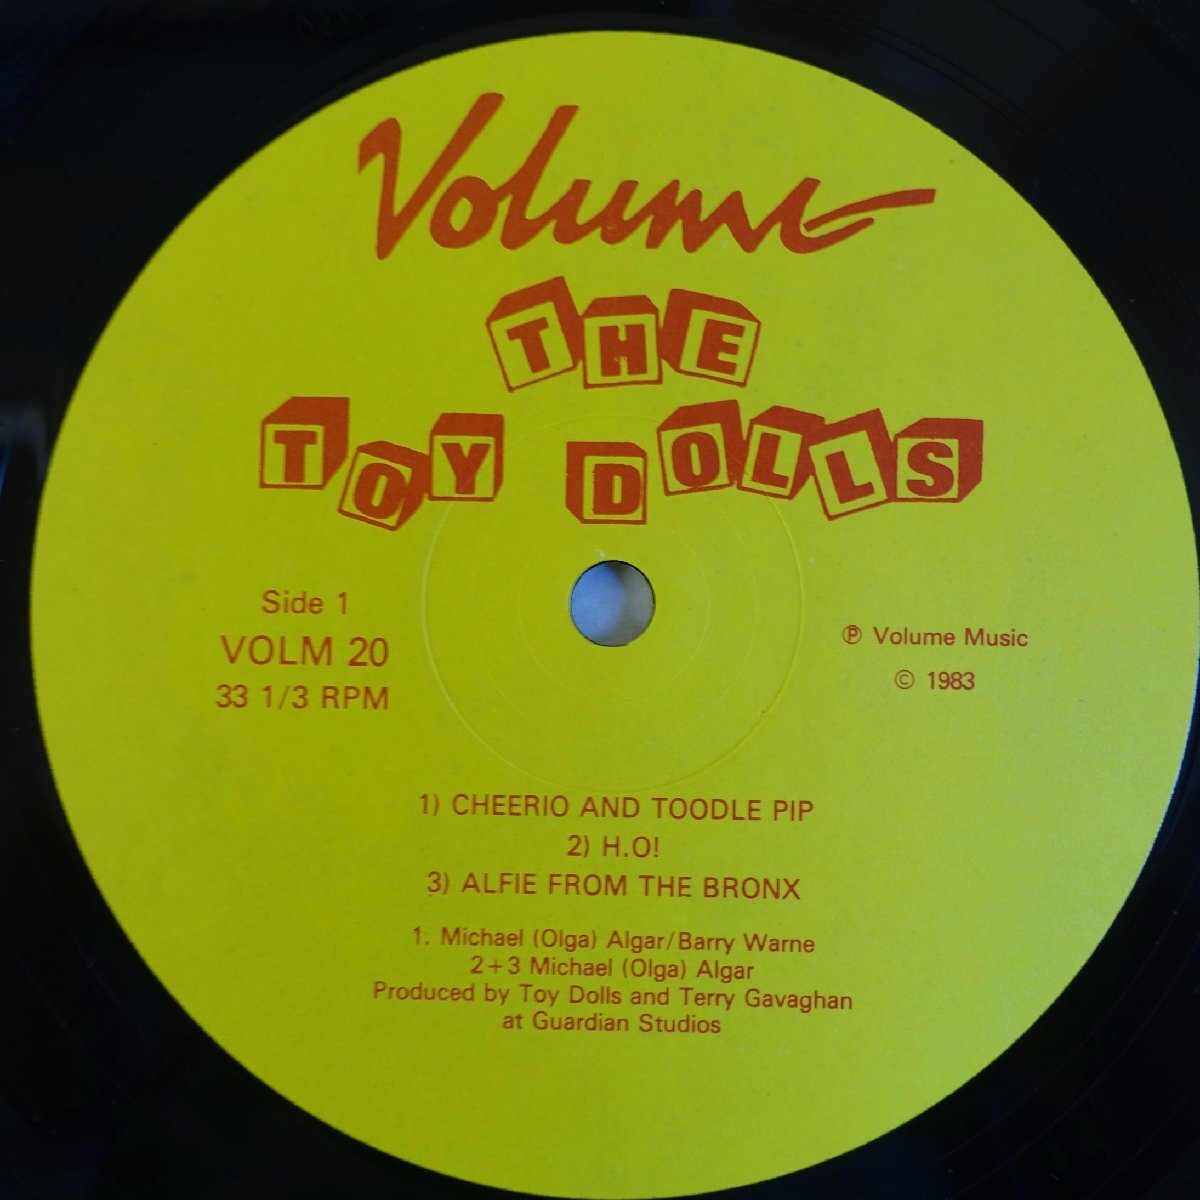 Volume
THE
TOY DOLLS
Side 1
VOLM 20
33 1/3 RPM
℗ Volume Music
© 1983
1) CHEERIO AND TOODLE PIP
2) H.O!
3) ALFIE FROM THE BRONX
1. Michael (Olga) Algar/Barry Warne
2+3 Michael (Olga) Algar
Produced by Toy Dolls and Terry Gavaghan
at Guardian Studios